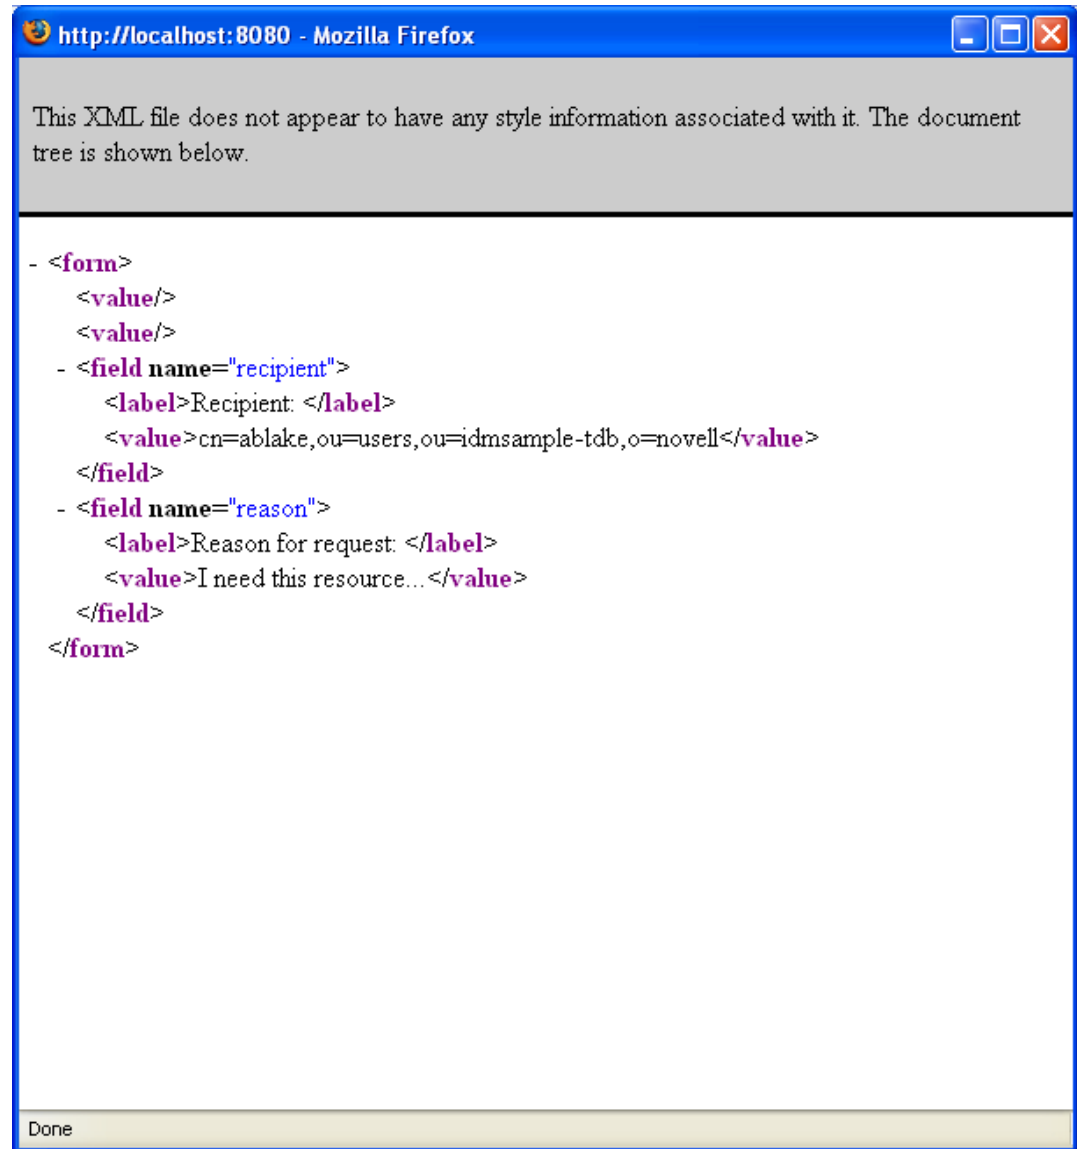 http://localhost:8080 - Mozilla Firefox
This XML file does not appear to have any style information associated with it. The document
tree is shown below.
- <form>
<value/>
<value/>
- <field name="recipient">
<label>Recipient: </label>
<value>cn=ablake,ou=users,ou=idmsample-tdb,o=novell</value>
</field>
- <field name="reason">
<label>Reason for request: </label>
<value>I need this resource...</value>
</field>
</form>
Done